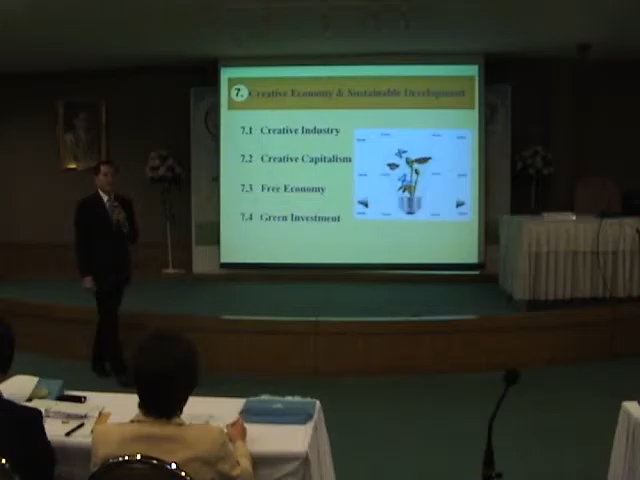 7. Creative Economy & Sustainable Development
7.1 Creative Industry
7.2 Creative Capitalism
7.3 Free Economy
7.4 Green Investment